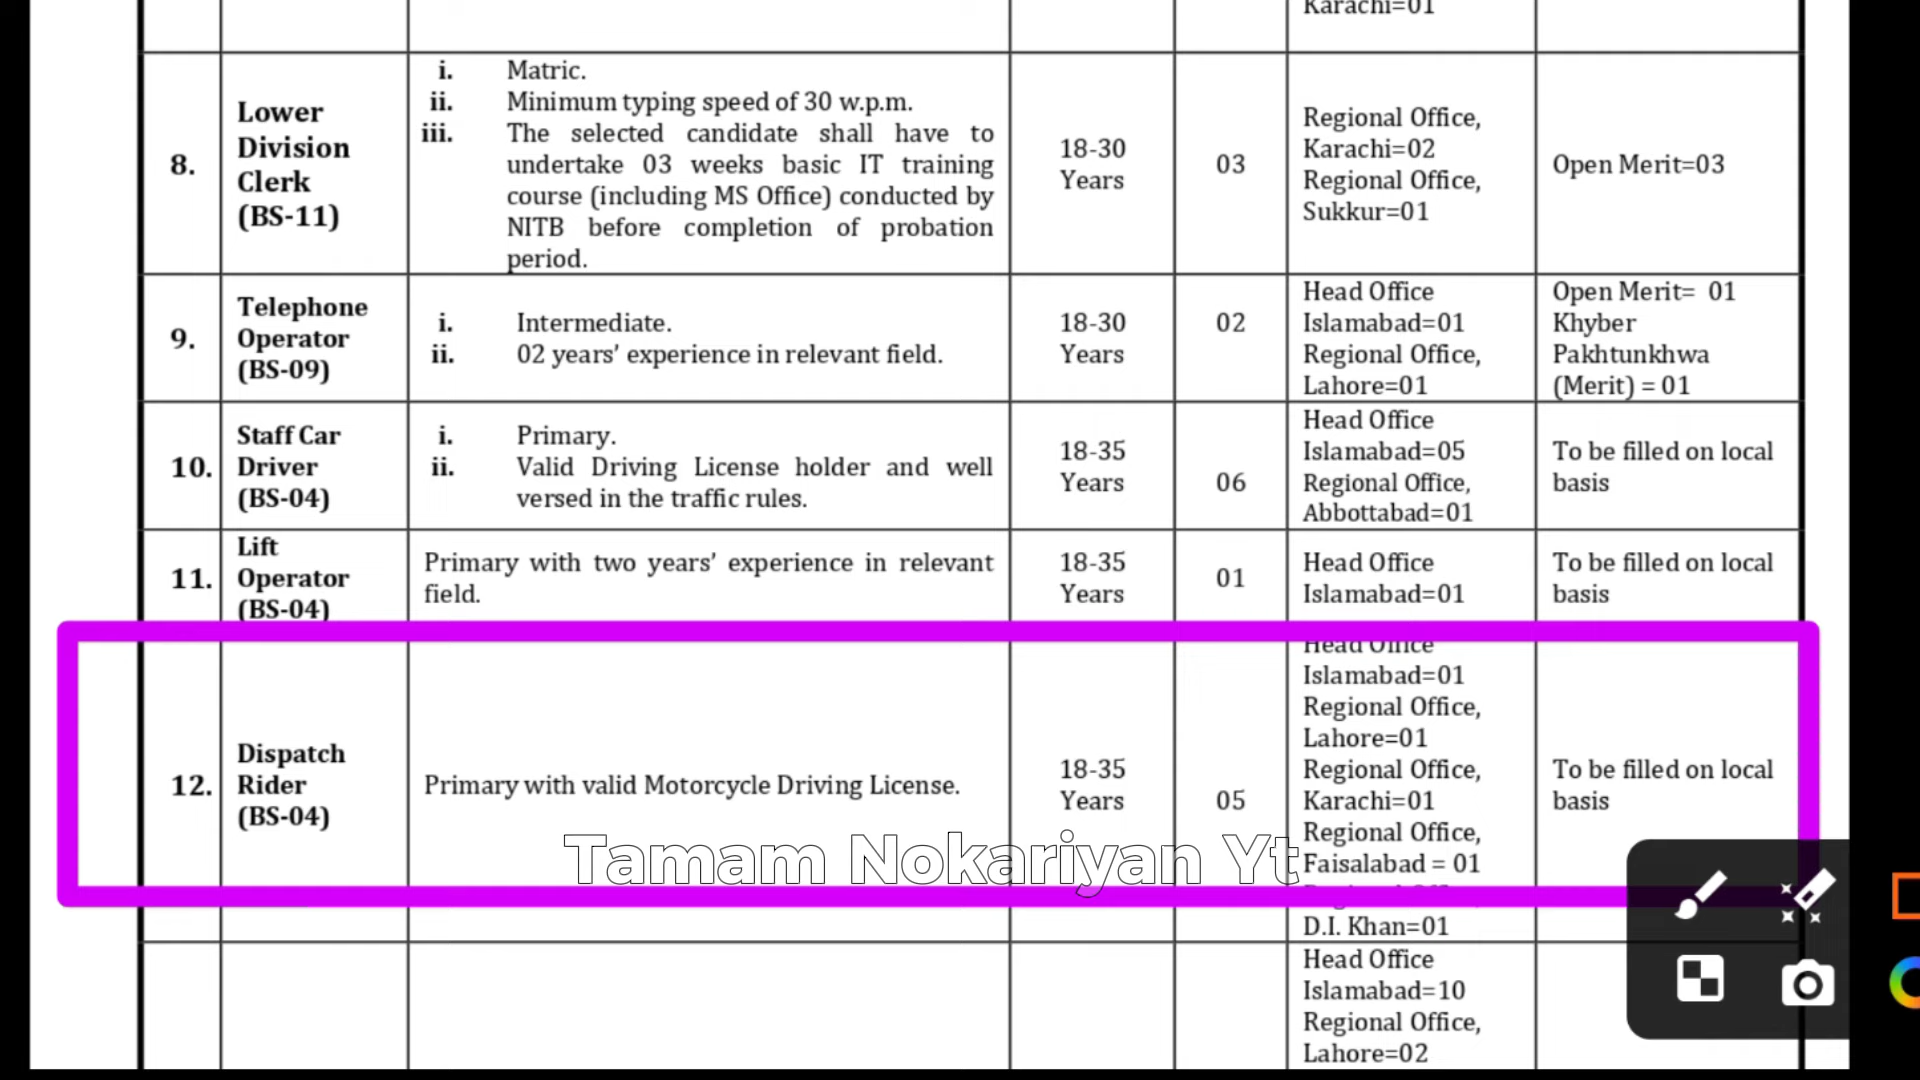 Karachi=01
8.
Lower
Division
Clerk
(BS-11)
i. Matric.
ii. Minimum typing speed of 30 w.p.m.
iii. The selected candidate shall have to
undertake 03 weeks basic IT training
course (including MS Office) conducted by
NITB before completion of probation
period.
18-30
Years
03
Regional Office,
Karachi=02
Regional Office,
Sukkur=01
Open Merit=03
9.
Telephone
Operator
(BS-09)
i. Intermediate.
ii. 02 years’ experience in relevant field.
18-30
Years
02
Head Office
Islamabad=01
Regional Office,
Lahore=01
Open Merit= 01
Khyber
Pakhtunkhwa
(Merit) = 01
10.
Staff Car
Driver
(BS-04)
i. Primary.
ii. Valid Driving License holder and well
versed in the traffic rules.
18-35
Years
06
Head Office
Islamabad=05
Regional Office,
Abbottabad=01
To be filled on local
basis
11.
Lift
Operator
(BS-04)
Primary with two years’ experience in relevant
field.
18-35
Years
01
Head Office
Islamabad=01
To be filled on local
basis
12.
Dispatch
Rider
(BS-04)
Primary with valid Motorcycle Driving License.
18-35
Years
05
Head Office
Islamabad=01
Regional Office,
Lahore=01
Regional Office,
Karachi=01
Regional Office,
Faisalabad = 01
D.I. Khan=01
To be filled on local
basis
Tamam Nokariyan Yt
Head Office
Islamabad=10
Regional Office,
Lahore=02